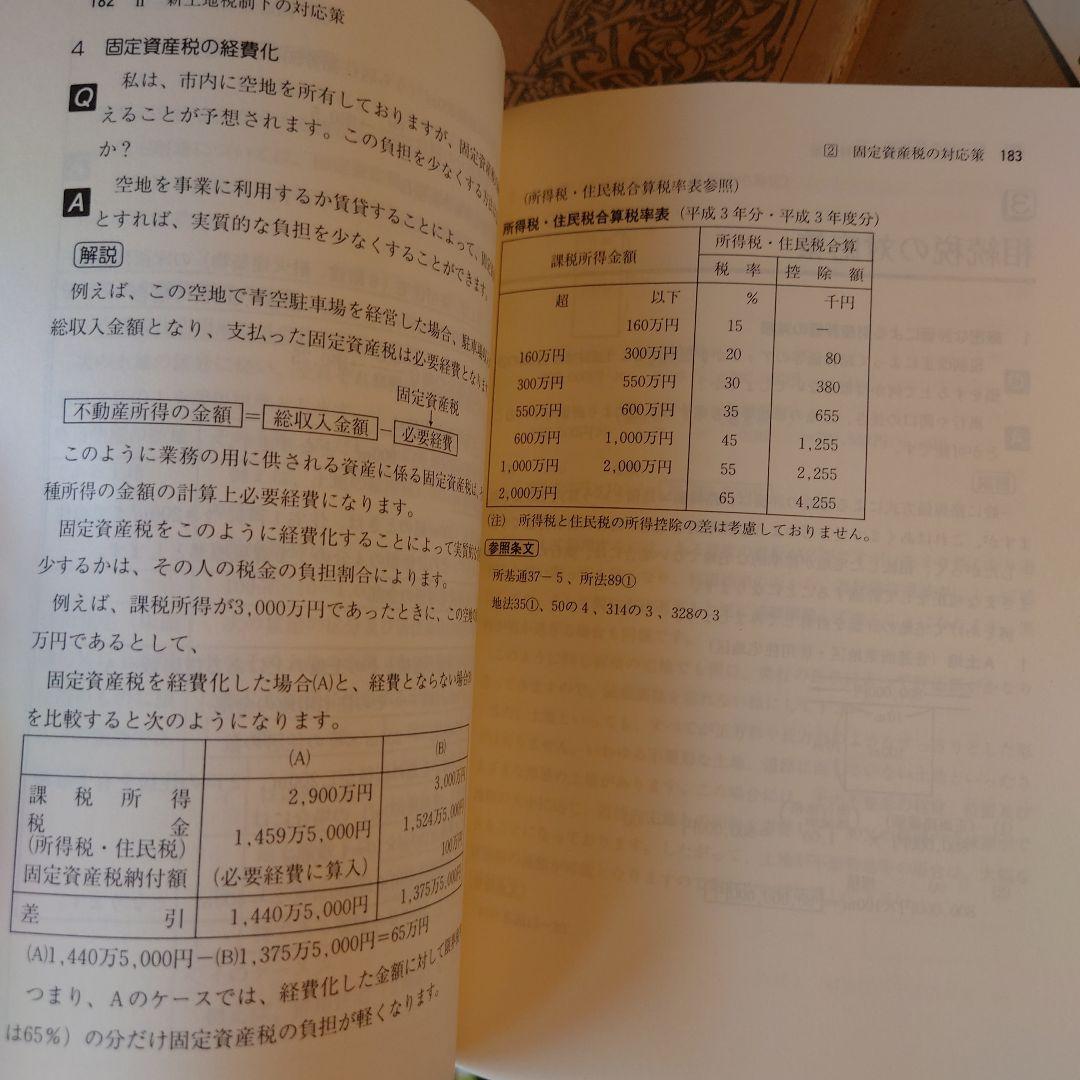 182 Ⅱ 新土地税制下の対応策
4 固定資産税の経費化
Q 私は、市内に空地を所有しておりますが、固定資産税
えることが予想されます。この負担を少なくする方法
か？
A 空地を事業に利用するか賃貸することによって、
とすれば、実質的な負担を少なくすることができます。
解説
例えば、この空地で青空駐車場を経営した場合、駐車場
総収入金額となり、支払った固定資産税は必要経費となります
固定資産税
↓
不動産所得の金額＝総収入金額－必要経費
このように業務の用に供される資産に係る固定資産税は、
種所得の金額の計算上必要経費になります。
固定資産税をこのように経費化することによって実質的
少するかは、その人の税金の負担割合によります。
例えば、課税所得が3,000万円であったときに、この空地の
万円であるとして、
固定資産税を経費化した場合(A)と、経費とならない場合
を比較すると次のようになります。
(A) (B)
課税所得 2,900万円 3,000万円
税金 1,459万5,000円 1,524万5,000円
(所得税・住民税)
固定資産税納付額 (必要経費に算入) 100万円
差引 1,440万5,000円 1,375万5,000円
(A)1,440万5,000円－(B)1,375万5,000円＝65万円
つまり、Aのケースでは、経費化した金額に対して
は65％）の分だけ固定資産税の負担が軽くなります。
② 固定資産税の対応策 183
（所得税・住民税合算税率表参照）
所得税・住民税合算税率表（平成3年分・平成3年度分）
課税所得金額 所得税・住民税合算
税率 控除額
超 以下 ％ 千円
160万円 15 ―
160万円 300万円 20 80
300万円 550万円 30 380
550万円 600万円 35 655
600万円 1,000万円 45 1,255
1,000万円 2,000万円 55 2,255
2,000万円 65 4,255
(注) 所得税と住民税の所得控除の差は考慮しておりません。
参照条文
所基通37－5、所法89①
地法35①、50の4、314の3、328の3